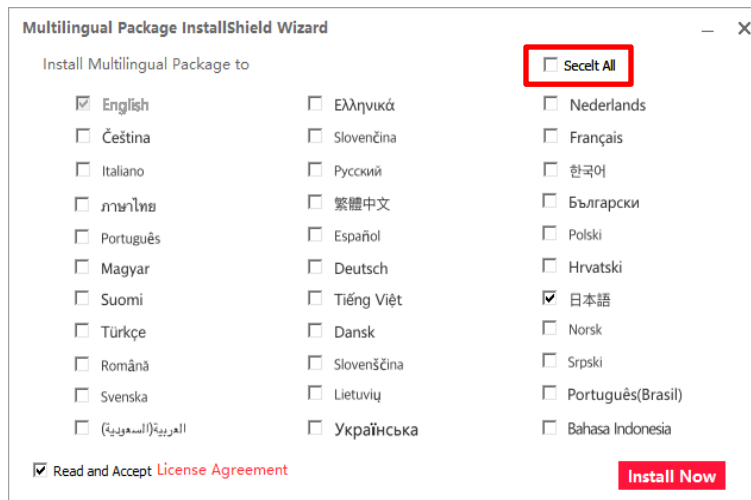 Multilingual Package InstallShield Wizard
Install Multilingual Package to
Secelt All
English Ελληνικά Nederlands
Čeština Slovenčina Français
Italiano Русский 한국어
ภาษาไทย 繁體中文 Български
Português Español Polski
Magyar Deutsch Hrvatski
Suomi Tiếng Việt 日本語
Türkçe Dansk Norsk
Română Slovenščina Srpski
Svenska Lietuvių Português(Brasil)
العربية(السعودية) Українська Bahasa Indonesia
Read and Accept License Agreement
Install Now